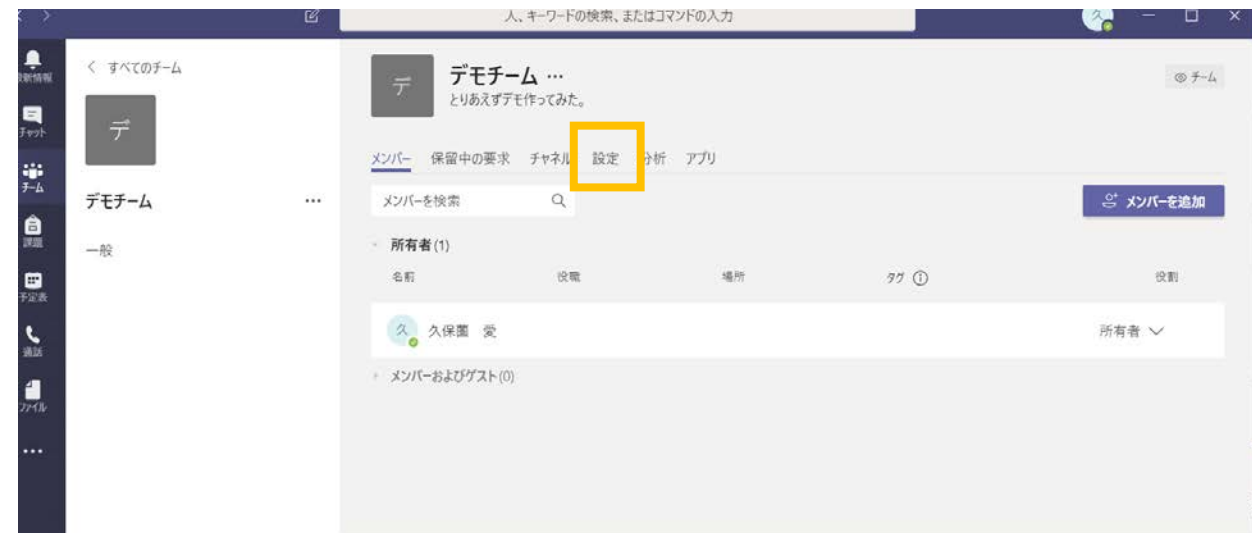 人、キーワードの検索、またはコマンドの入力
久
最新情報
チャット
チーム
課題
予定表
通話
ファイル
すべてのチーム
デ
デモチーム
一般
デ
デモチーム
とりあえずデモ作ってみた。
チーム
メンバー 保留中の要求 チャネル 設定 分析 アプリ
メンバーを検索
メンバーを追加
所有者(1)
名前 役職 場所 タグ 役割
久 久保薗 愛 所有者
メンバーおよびゲスト(0)